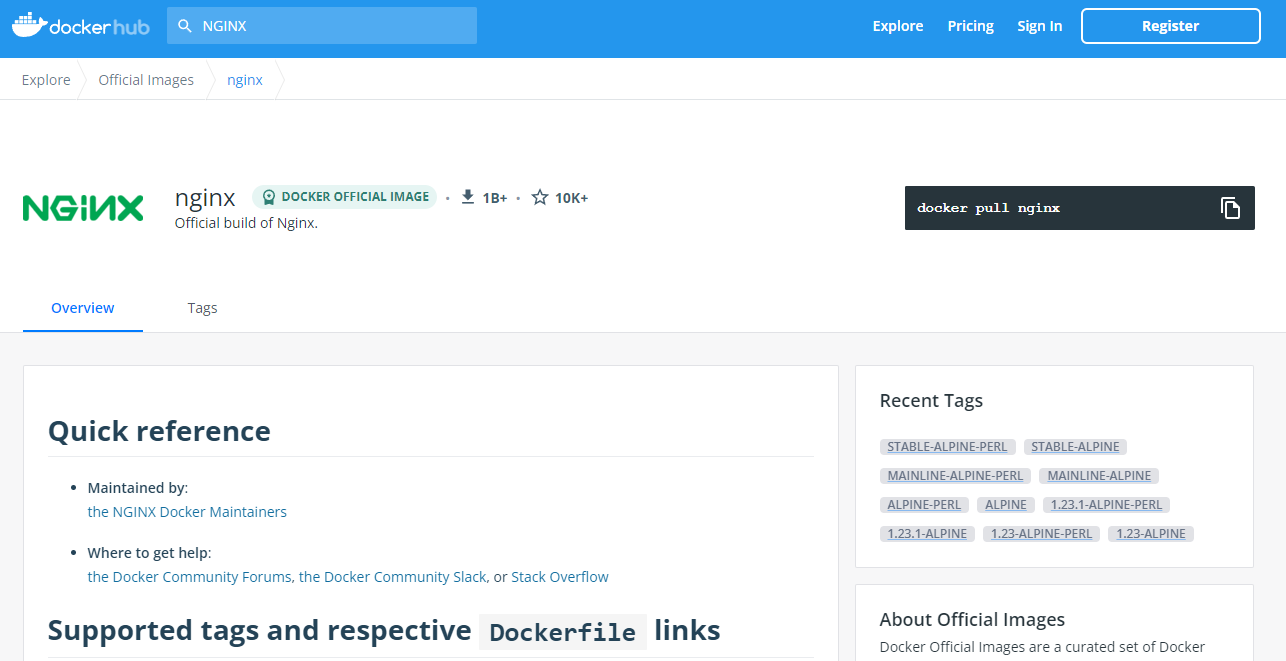 dockerhub NGINX Explore Pricing Sign In Register
Explore Official Images nginx
NGINX
nginx DOCKER OFFICIAL IMAGE • 1B+ • 10K+
Official build of Nginx.
docker pull nginx
Overview Tags
Quick reference
• Maintained by:
the NGINX Docker Maintainers
• Where to get help:
the Docker Community Forums, the Docker Community Slack, or Stack Overflow
Supported tags and respective Dockerfile links
Recent Tags
STABLE-ALPINE-PERL STABLE-ALPINE
MAINLINE-ALPINE-PERL MAINLINE-ALPINE
ALPINE-PERL ALPINE 1.23.1-ALPINE-PERL
1.23.1-ALPINE 1.23-ALPINE-PERL 1.23-ALPINE
About Official Images
Docker Official Images are a curated set of Docker